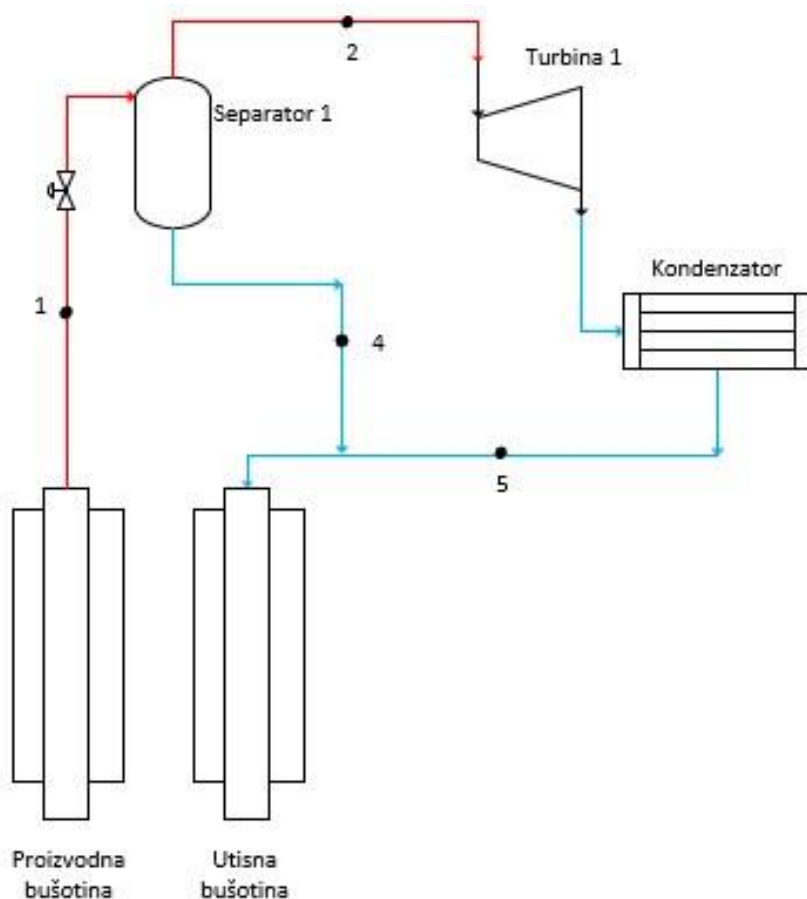 2
Turbina 1
Separator 1
Kondenzator
1
4
5
Proizvodna
bušotina
Utisna
bušotina